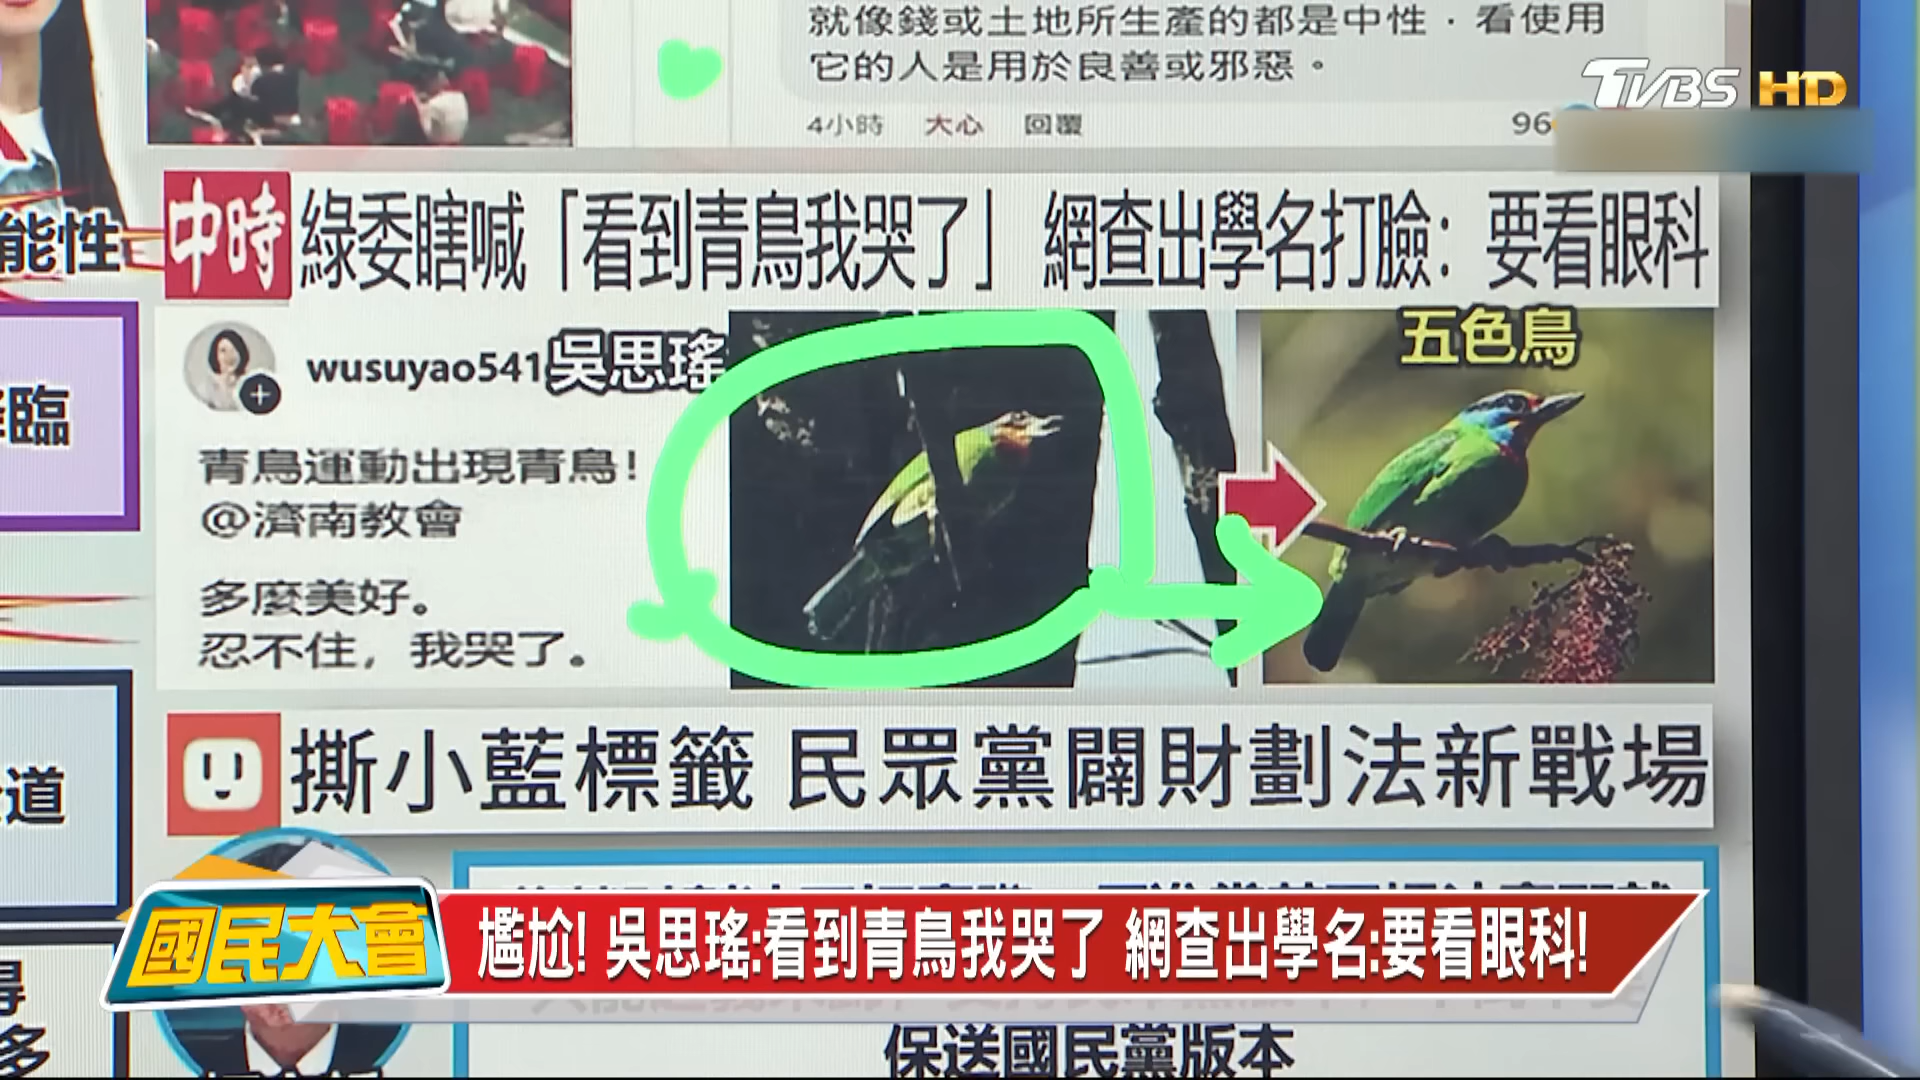 就像錢或土地所生產的都是中性．看使用
它的人是用於良善或邪惡。
4小時 大心 回覆 96
TVBS HD
能性
中時 綠委瞎喊「看到青鳥我哭了」 網查出學名打臉：要看眼科
五色鳥
wusuyao541 吳思瑤
臨
青鳥運動出現青鳥!
@濟南教會
多麼美好。
忍不住，我哭了。
撕小藍標籤 民眾黨闢財劃法新戰場
道
國民大會
尷尬! 吳思瑤:看到青鳥我哭了 網查出學名:要看眼科!
得
多
保送國民黨版本